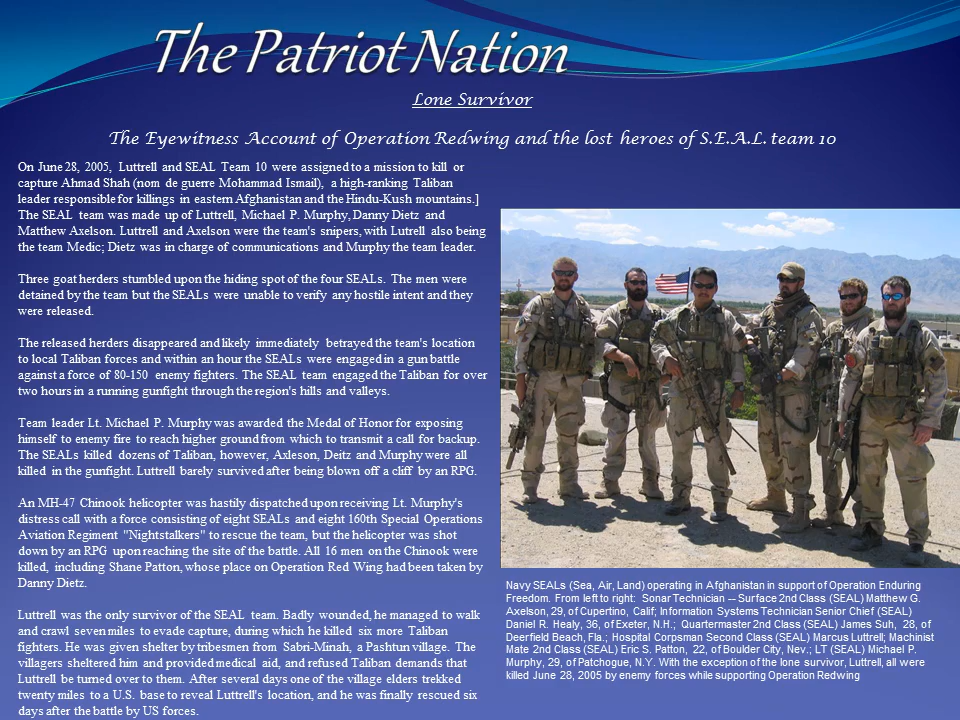 The Patriot Nation
Lone Survivor
The Eyewitness Account of Operation Redwing and the lost heroes of S.E.A.L. team 10
On June 28, 2005, Luttrell and SEAL Team 10 were assigned to a mission to kill or
capture Ahmad Shah (nom de guerre Mohammad Ismail), a high-ranking Taliban
leader responsible for killings in eastern Afghanistan and the Hindu-Kush mountains.]
The SEAL team was made up of Luttrell, Michael P. Murphy, Danny Dietz and
Matthew Axelson. Luttrell and Axelson were the team's snipers, with Lutrell also being
the team Medic; Dietz was in charge of communications and Murphy the team leader.
Three goat herders stumbled upon the hiding spot of the four SEALs. The men were
detained by the team but the SEALs were unable to verify any hostile intent and they
were released.
The released herders disappeared and likely immediately betrayed the team's location
to local Taliban forces and within an hour the SEALs were engaged in a gun battle
against a force of 80-150 enemy fighters. The SEAL team engaged the Taliban for over
two hours in a running gunfight through the region's hills and valleys.
Team leader Lt. Michael P. Murphy was awarded the Medal of Honor for exposing
himself to enemy fire to reach higher ground from which to transmit a call for backup.
The SEALs killed dozens of Taliban, however, Axleson, Deitz and Murphy were all
killed in the gunfight. Luttrell barely survived after being blown off a cliff by an RPG.
An MH-47 Chinook helicopter was hastily dispatched upon receiving Lt. Murphy's
distress call with a force consisting of eight SEALs and eight 160th Special Operations
Aviation Regiment "Nightstalkers" to rescue the team, but the helicopter was shot
down by an RPG upon reaching the site of the battle. All 16 men on the Chinook were
killed, including Shane Patton, whose place on Operation Red Wing had been taken by
Danny Dietz.
Luttrell was the only survivor of the SEAL team. Badly wounded, he managed to walk
and crawl seven miles to evade capture, during which he killed six more Taliban
fighters. He was given shelter by tribesmen from Sabri-Minah, a Pashtun village. The
villagers sheltered him and provided medical aid, and refused Taliban demands that
Luttrell be turned over to them. After several days one of the village elders trekked
twenty miles to a U.S. base to reveal Luttrell's location, and he was finally rescued six
days after the battle by US forces.
Navy SEALs (Sea, Air, Land) operating in Afghanistan in support of Operation Enduring
Freedom. From left to right: Sonar Technician -- Surface 2nd Class (SEAL) Matthew G.
Axelson, 29, of Cupertino, Calif; Information Systems Technician Senior Chief (SEAL)
Daniel R. Healy, 36, of Exeter, N.H.; Quartermaster 2nd Class (SEAL) James Suh, 28, of
Deerfield Beach, Fla.; Hospital Corpsman Second Class (SEAL) Marcus Luttrell; Machinist
Mate 2nd Class (SEAL) Eric S. Patton, 22, of Boulder City, Nev.; LT (SEAL) Michael P.
Murphy, 29, of Patchogue, N.Y. With the exception of the lone survivor, Luttrell, all were
killed June 28, 2005 by enemy forces while supporting Operation Redwing